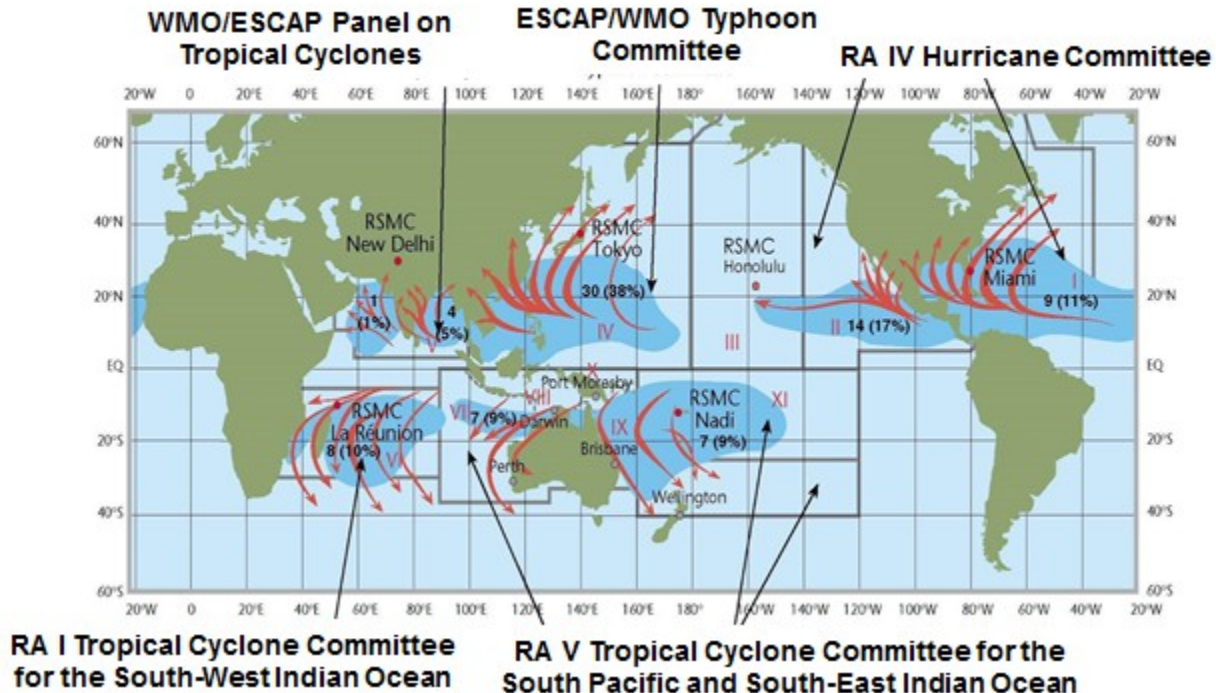 WMO/ESCAP Panel on
Tropical Cyclones
ESCAP/WMO Typhoon
Committee
RA IV Hurricane Committee
20°W 0 20°E 40°E 60°E 80°E 100°E 120°E 140°E 160°E 180° 160°W 140°W 120°W 100°W 80°W 60°W 40°W 20°W
60°N 60°N
40°N 40°N
RSMC
New Delhi
RSMC
Tokyo
RSMC
Honolulu
RSMC
Miami
20°N 20°N
1
(1%)
4
(5%)
V
30 (38%)
IV
III
II 14 (17%)
I
9 (11%)
EQ EQ
X
Port Moresby
RSMC
La Réunion
8 (10%)
VI
VII 7 (9%)
VIII
Darwin
IX
RSMC
Nadi
7 (9%)
XI
20°S 20°S
Brisbane
Perth
Wellington
40°S 40°S
60°S 60°S
20°W 0 20°E 40°E 60°E 80°E 100°E 120°E 140°E 160°E 180° 160°W 140°W 120°W 100°W 80°W 60°W 40°W 20°W
RA I Tropical Cyclone Committee
for the South-West Indian Ocean
RA V Tropical Cyclone Committee for the
South Pacific and South-East Indian Ocean